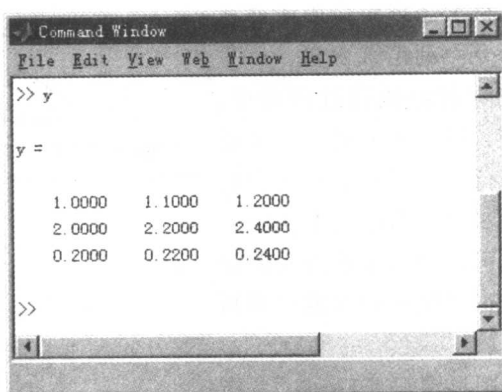 Command Window
File Edit View Web Window Help
>> y
y =
1.0000 1.1000 1.2000
2.0000 2.2000 2.4000
0.2000 0.2200 0.2400
>>